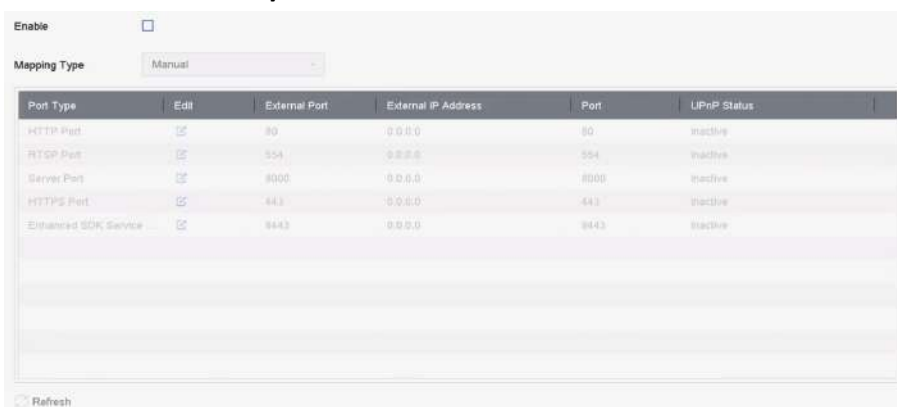 Enable
Mapping Type Manual
Port Type Edit External Port External IP Address Port UPnP Status
HTTP Port 80 0.0.0.0 80 Inactive
RTSP Port 554 0.0.0.0 554 Inactive
Server Port 8000 0.0.0.0 8000 Inactive
HTTPS Port 443 0.0.0.0 443 Inactive
Enhanced SDK Service ... 8443 0.0.0.0 8443 Inactive
Refresh